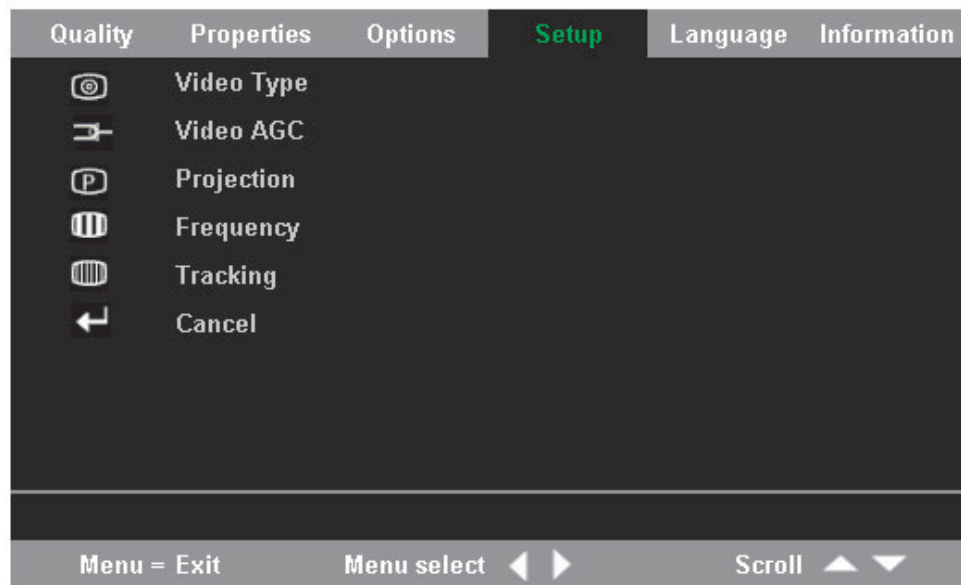 Quality Properties Options Setup Language Information
Video Type
Video AGC
P Projection
Frequency
Tracking
Cancel
Menu = Exit Menu select Scroll